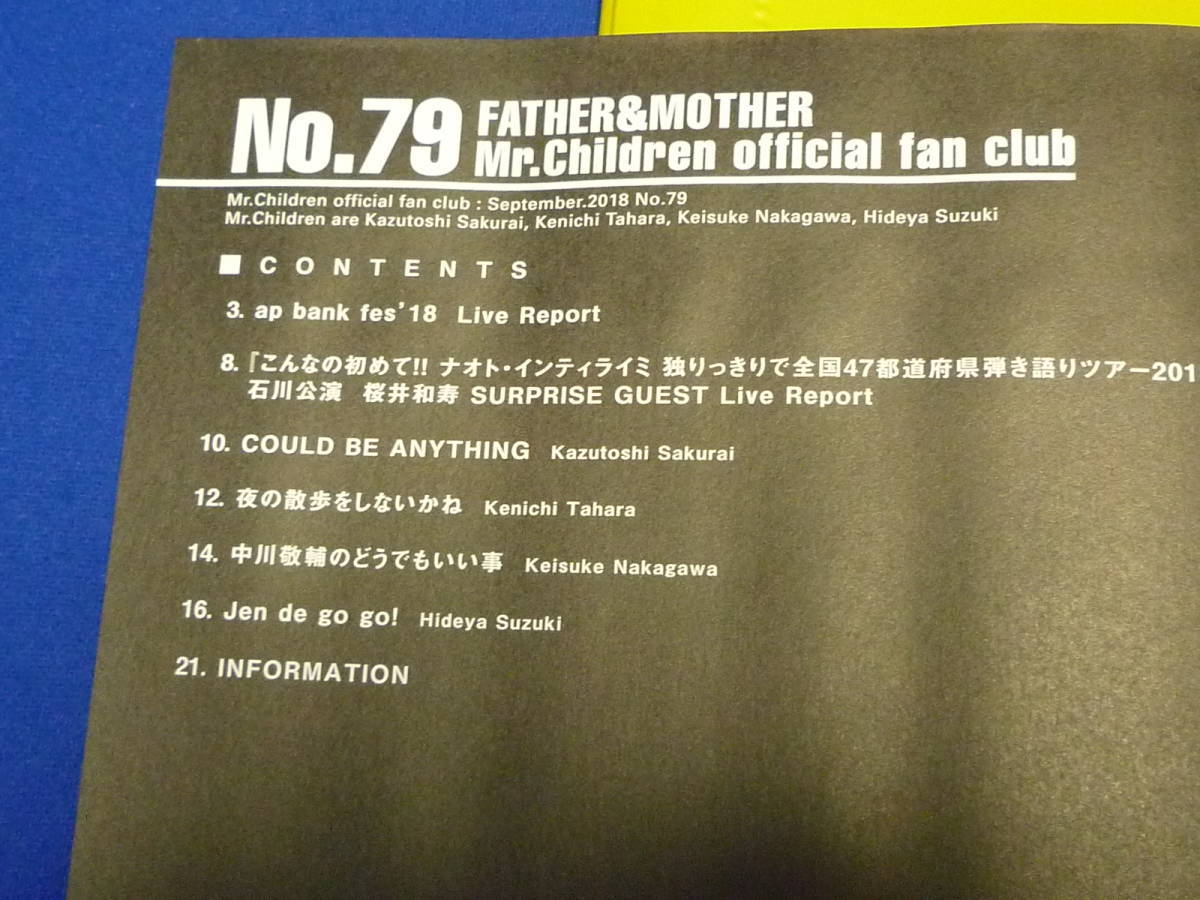 No.79 FATHER&MOTHER
Mr.Children official fan club
Mr.Children official fan club : September.2018 No.79
Mr.Children are Kazutoshi Sakurai, Kenichi Tahara, Keisuke Nakagawa, Hideya Suzuki
■ CONTENTS
3. ap bank fes'18 Live Report
8.『こんなの初めて!! ナオト・インティライミ 独りっきりで全国47都道府県弾き語りツアー201
石川公演 桜井和寿 SURPRISE GUEST Live Report
10. COULD BE ANYTHING Kazutoshi Sakurai
12. 夜の散歩をしないかね Kenichi Tahara
14. 中川敬輔のどうでもいい事 Keisuke Nakagawa
16. Jen de go go! Hideya Suzuki
21. INFORMATION